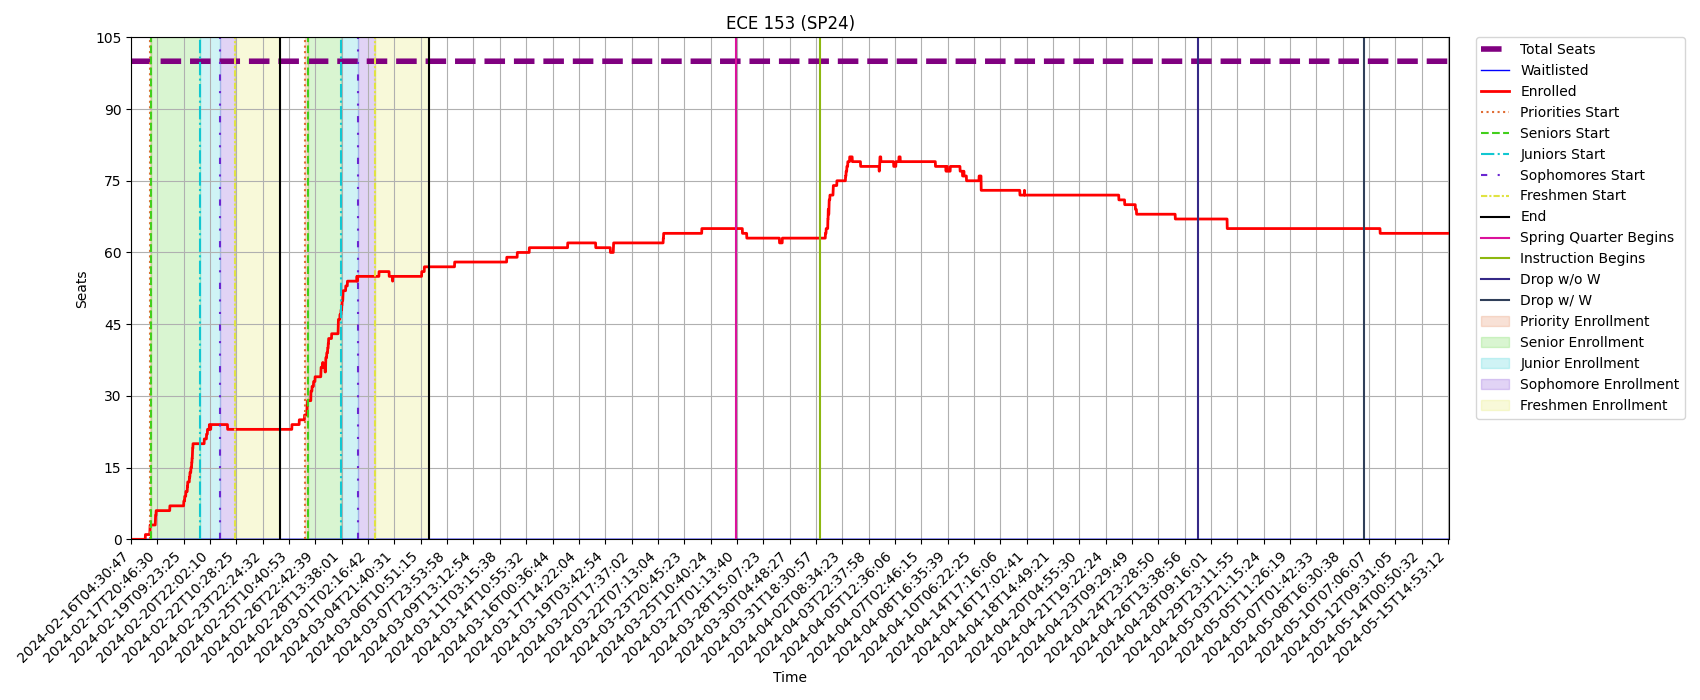 ECE 153 (SP24)
105
90
75
60
45
30
15
0
Seats
2024-02-16T04:30:47
2024-02-17T20:46:30
2024-02-19T09:23:25
2024-02-20T22:02:10
2024-02-22T10:28:25
2024-02-23T22:24:32
2024-02-25T10:40:53
2024-02-26T22:42:39
2024-02-28T13:38:01
2024-03-01T02:16:42
2024-03-04T21:40:31
2024-03-06T10:51:15
2024-03-07T23:53:58
2024-03-11T03:12:54
2024-03-13T03:15:38
2024-03-14T10:55:32
2024-03-16T00:36:44
2024-03-17T14:22:04
2024-03-19T03:42:54
2024-03-20T17:37:02
2024-03-22T07:13:04
2024-03-23T20:45:23
2024-03-25T10:40:24
2024-03-27T01:13:40
2024-03-28T15:07:23
2024-03-30T04:48:27
2024-03-31T18:30:57
2024-04-02T08:34:23
2024-04-03T22:37:58
2024-04-05T12:36:06
2024-04-07T02:46:15
2024-04-08T16:35:39
2024-04-10T06:22:25
2024-04-14T17:16:06
2024-04-16T17:02:41
2024-04-18T14:49:21
2024-04-20T04:55:30
2024-04-21T19:22:24
2024-04-23T09:29:49
2024-04-24T23:28:50
2024-04-26T13:38:56
2024-04-28T09:16:01
2024-04-29T23:11:55
2024-05-03T21:15:24
2024-05-05T11:26:19
2024-05-07T01:42:33
2024-05-08T16:30:38
2024-05-10T07:06:07
2024-05-12T09:31:05
2024-05-14T00:50:32
2024-05-15T14:53:12
Time
Total Seats
Waitlisted
Enrolled
Priorities Start
Seniors Start
Juniors Start
Sophomores Start
Freshmen Start
End
Spring Quarter Begins
Instruction Begins
Drop w/o W
Drop w/ W
Priority Enrollment
Senior Enrollment
Junior Enrollment
Sophomore Enrollment
Freshmen Enrollment